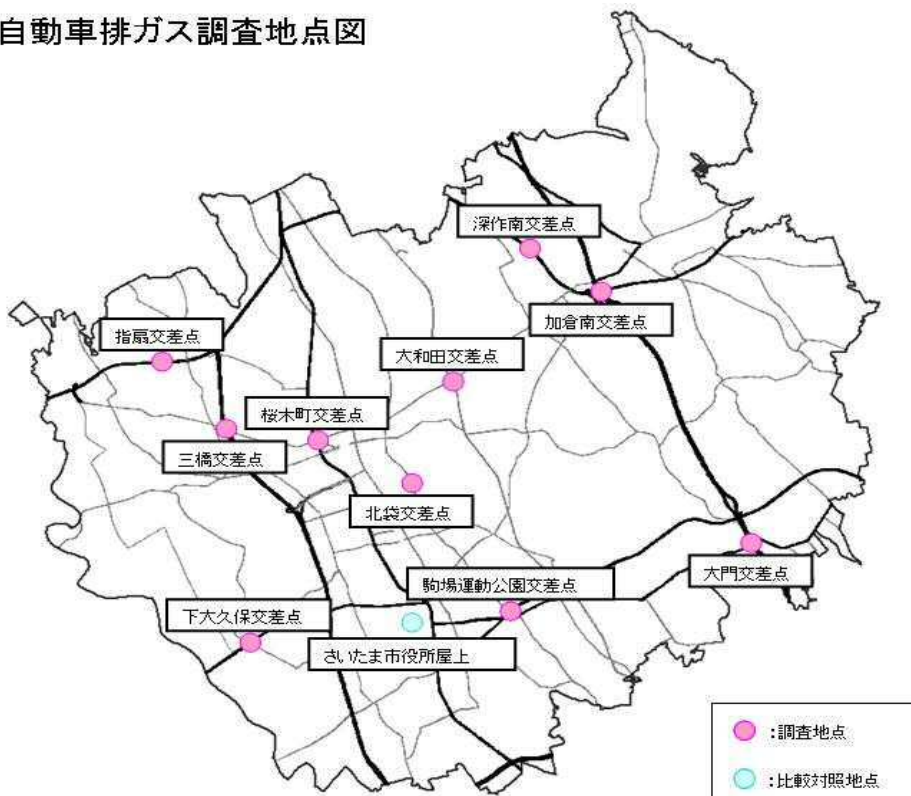 自動車排ガス調査地点図
深作南交差点
加倉南交差点
指扇交差点
大和田交差点
桜木町交差点
三橋交差点
北袋交差点
大門交差点
駒場運動公園交差点
下大久保交差点
さいたま市役所屋上
:調査地点
:比較対照地点